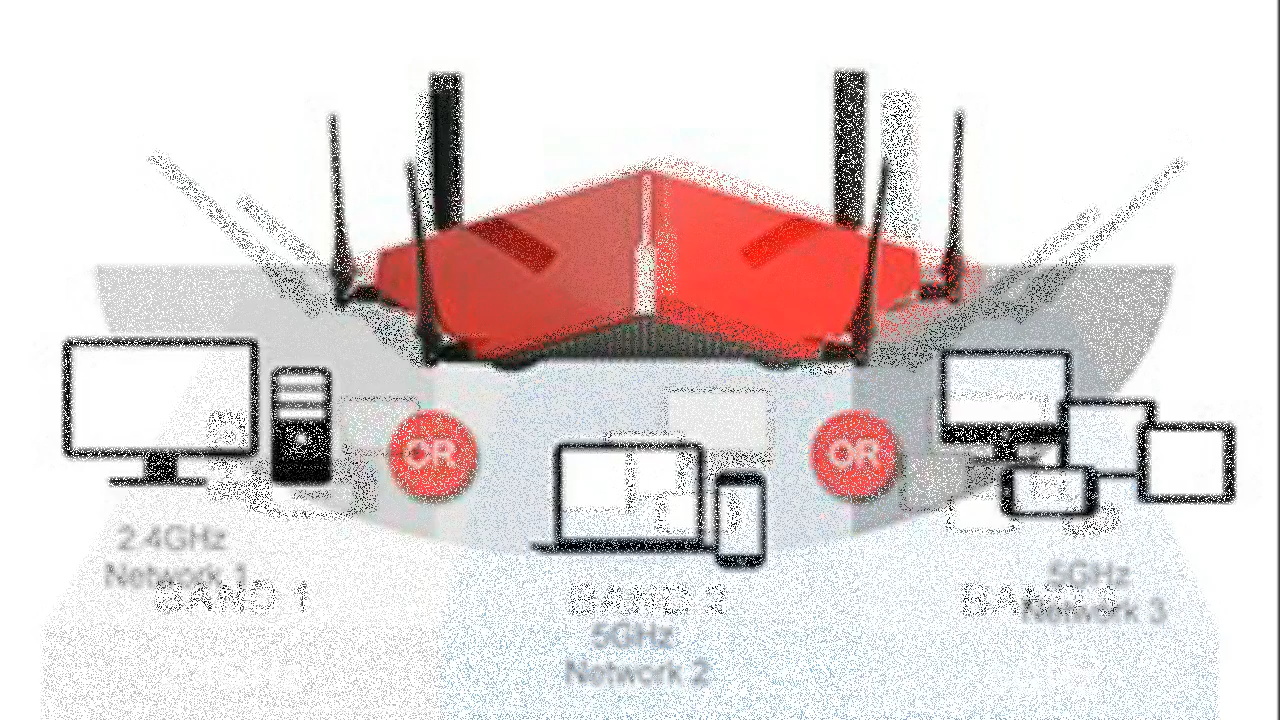 OR
OR
2.4GHz
Network 1
BAND 1
BAND 2
5GHz
Network 2
5GHz
Network 3